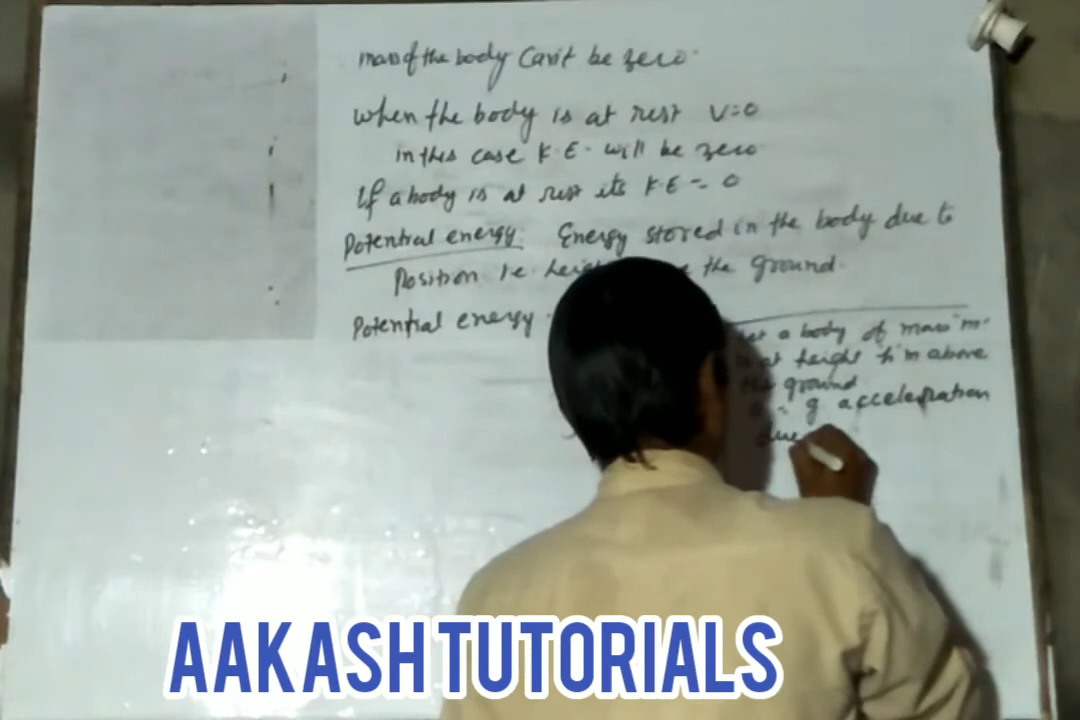 mass of the body can't be zero.
when the body is at rest v=0
in this case K.E. will be zero
If a body is at rest its K.E = 0
Potential energy: Energy stored in the body due to
Position i.e. the ground.
Potential energy
a body of mass 'm'
at height 'h' m above
the ground
g acceleration
due
AAKASH TUTORIALS